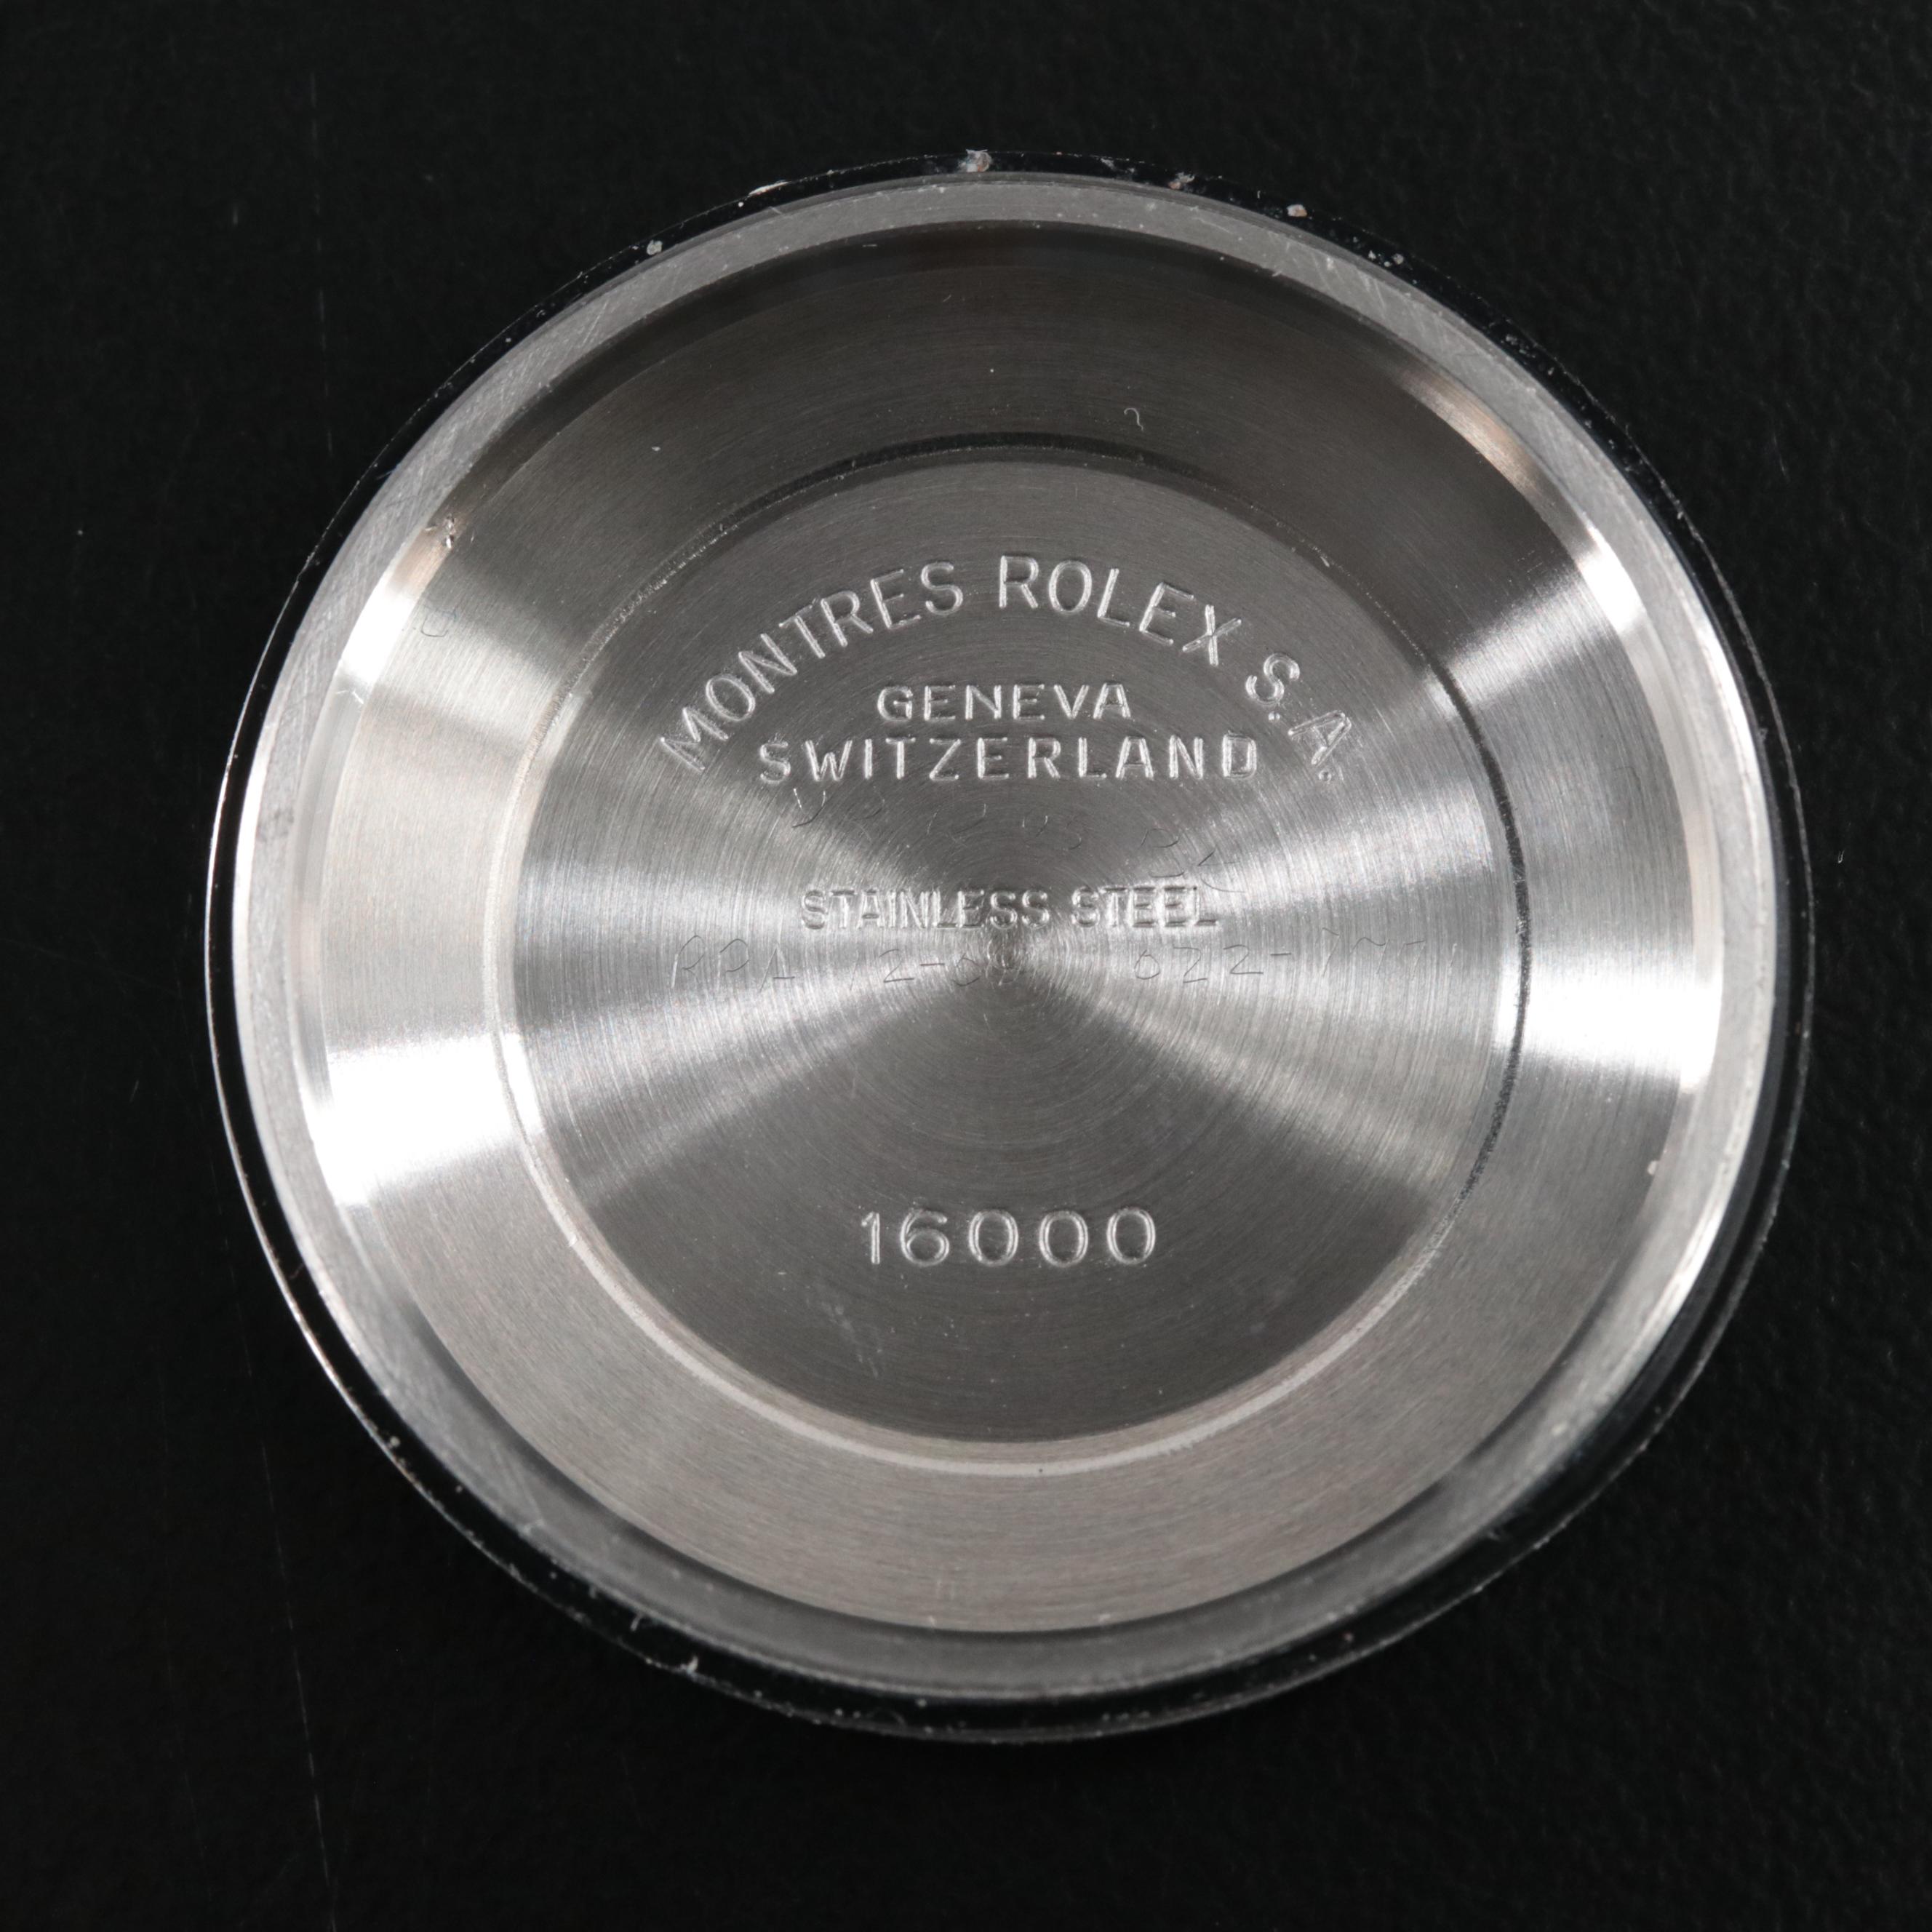 MONTRES ROLEX S.A.
GENEVA
SWITZERLAND
STAINLESS STEEL
16000